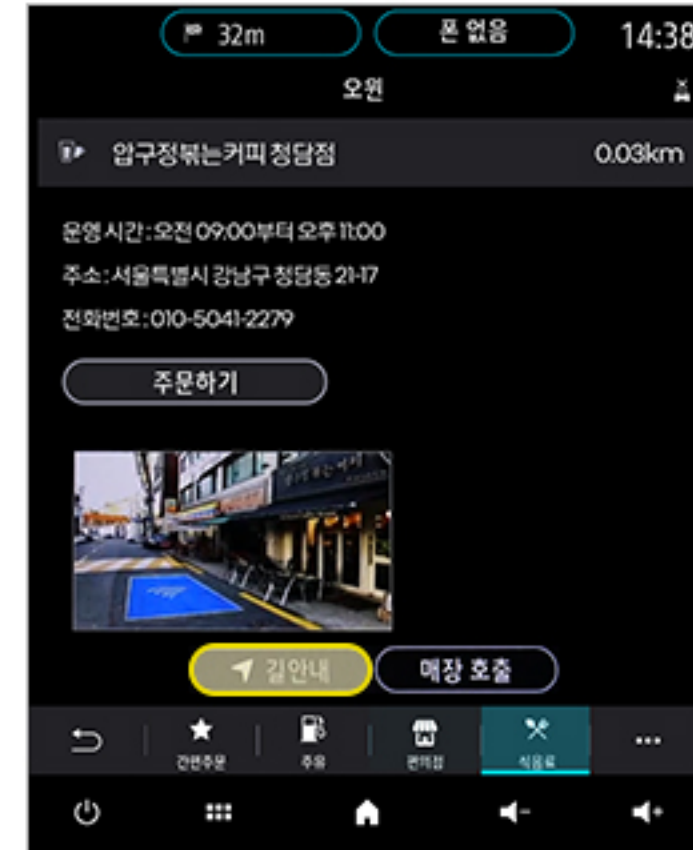 32m
폰 없음
14:38
오윈
압구정볶는커피 청담점
0.03km
운영 시간 : 오전 09:00부터 오후 11:00
주소 : 서울특별시 강남구 청담동 21-17
전화번호 : 010-5041-2279
주문하기
길안내
매장 호출
간편주문
주유
편의점
식음료